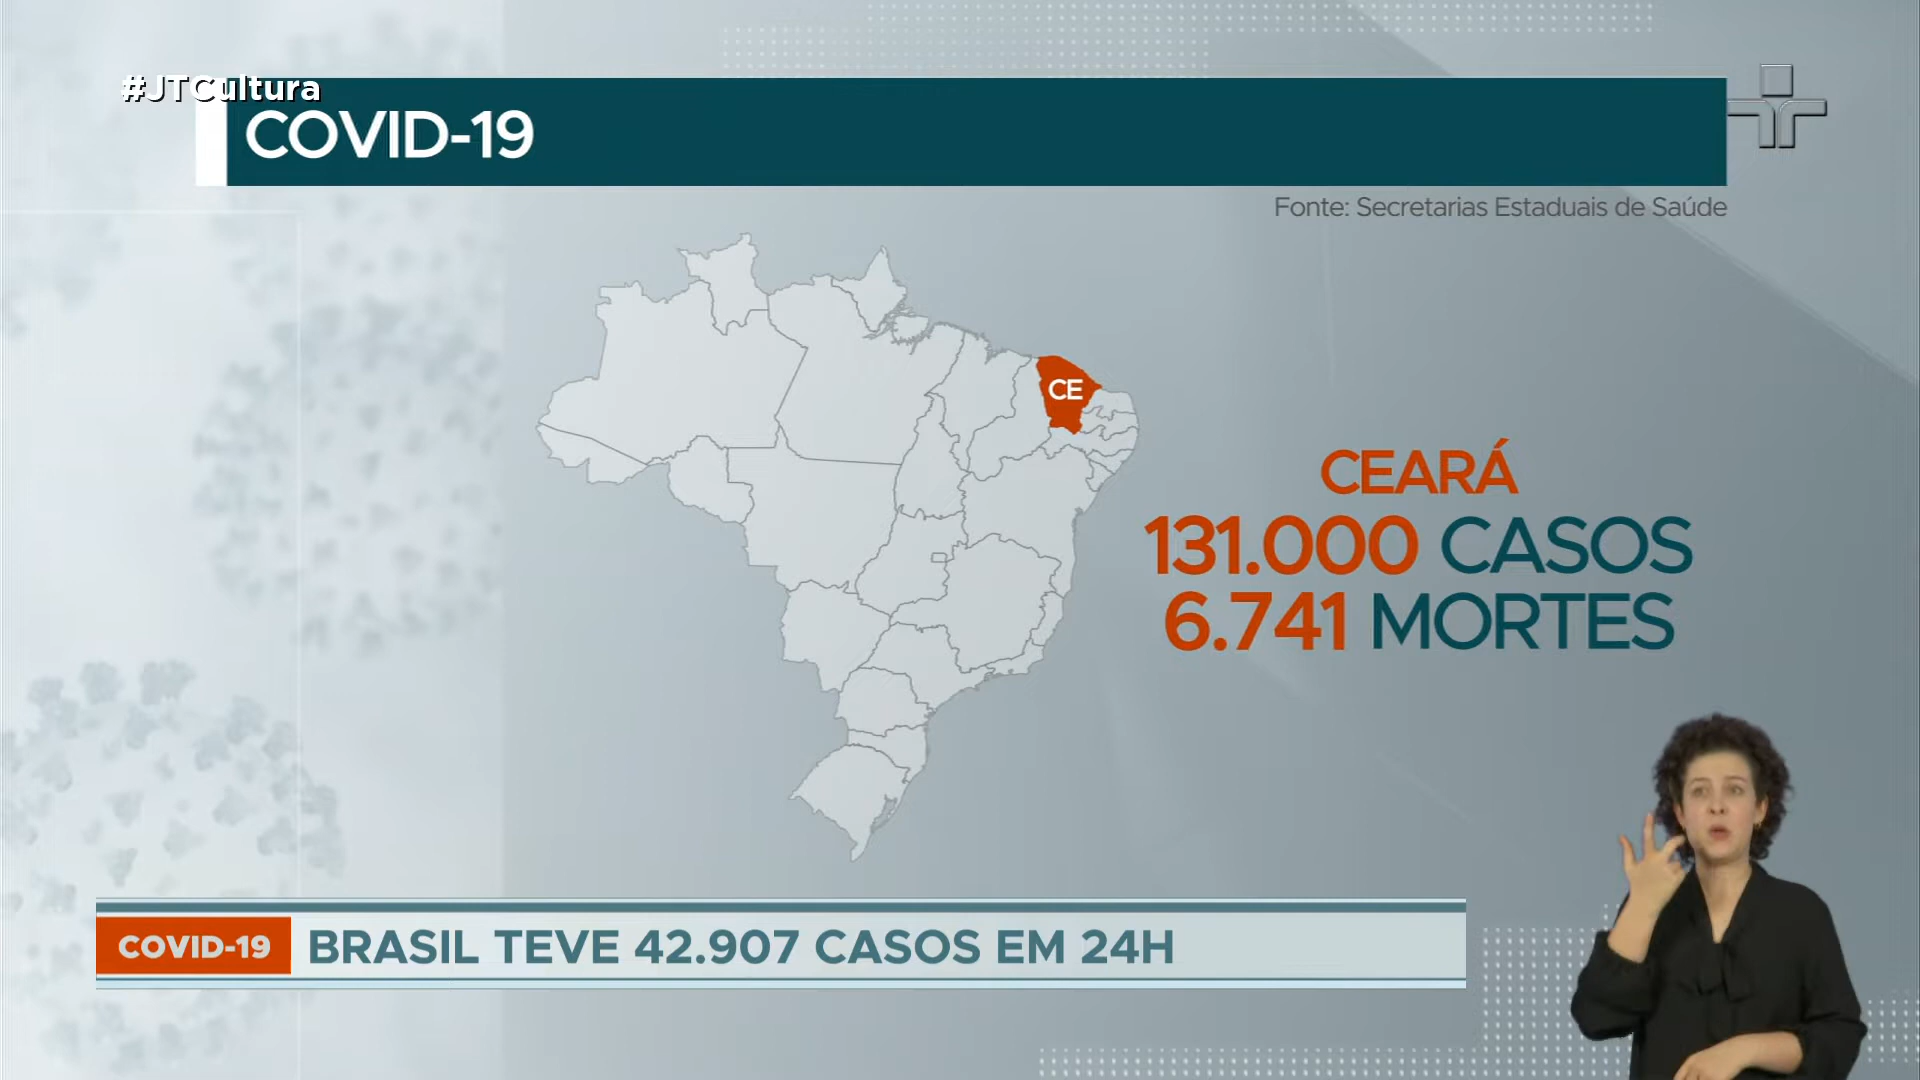 #JTCultura
COVID-19
Fonte: Secretarias Estaduais de Saúde
CE
CEARÁ
131.000 CASOS
6.741 MORTES
COVID-19 BRASIL TEVE 42.907 CASOS EM 24H